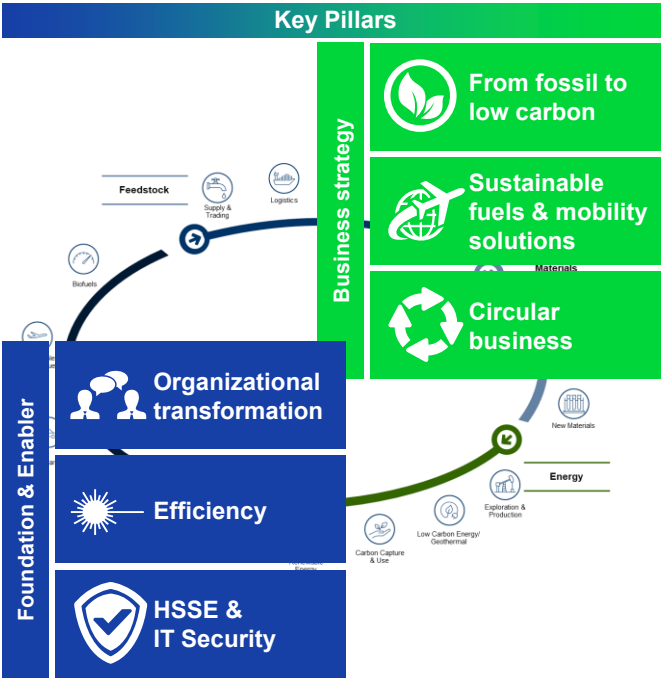 Key Pillars
Business strategy
From fossil to
low carbon
Sustainable
fuels & mobility
solutions
Circular
business
Feedstock
Supply &
Trading
Logistics
Biofuels
Materials
New Materials
Energy
Exploration &
Production
Low Carbon Energy/
Geothermal
Carbon Capture
& Use
Energy
Foundation & Enabler
Organizational
transformation
Efficiency
HSSE &
IT Security